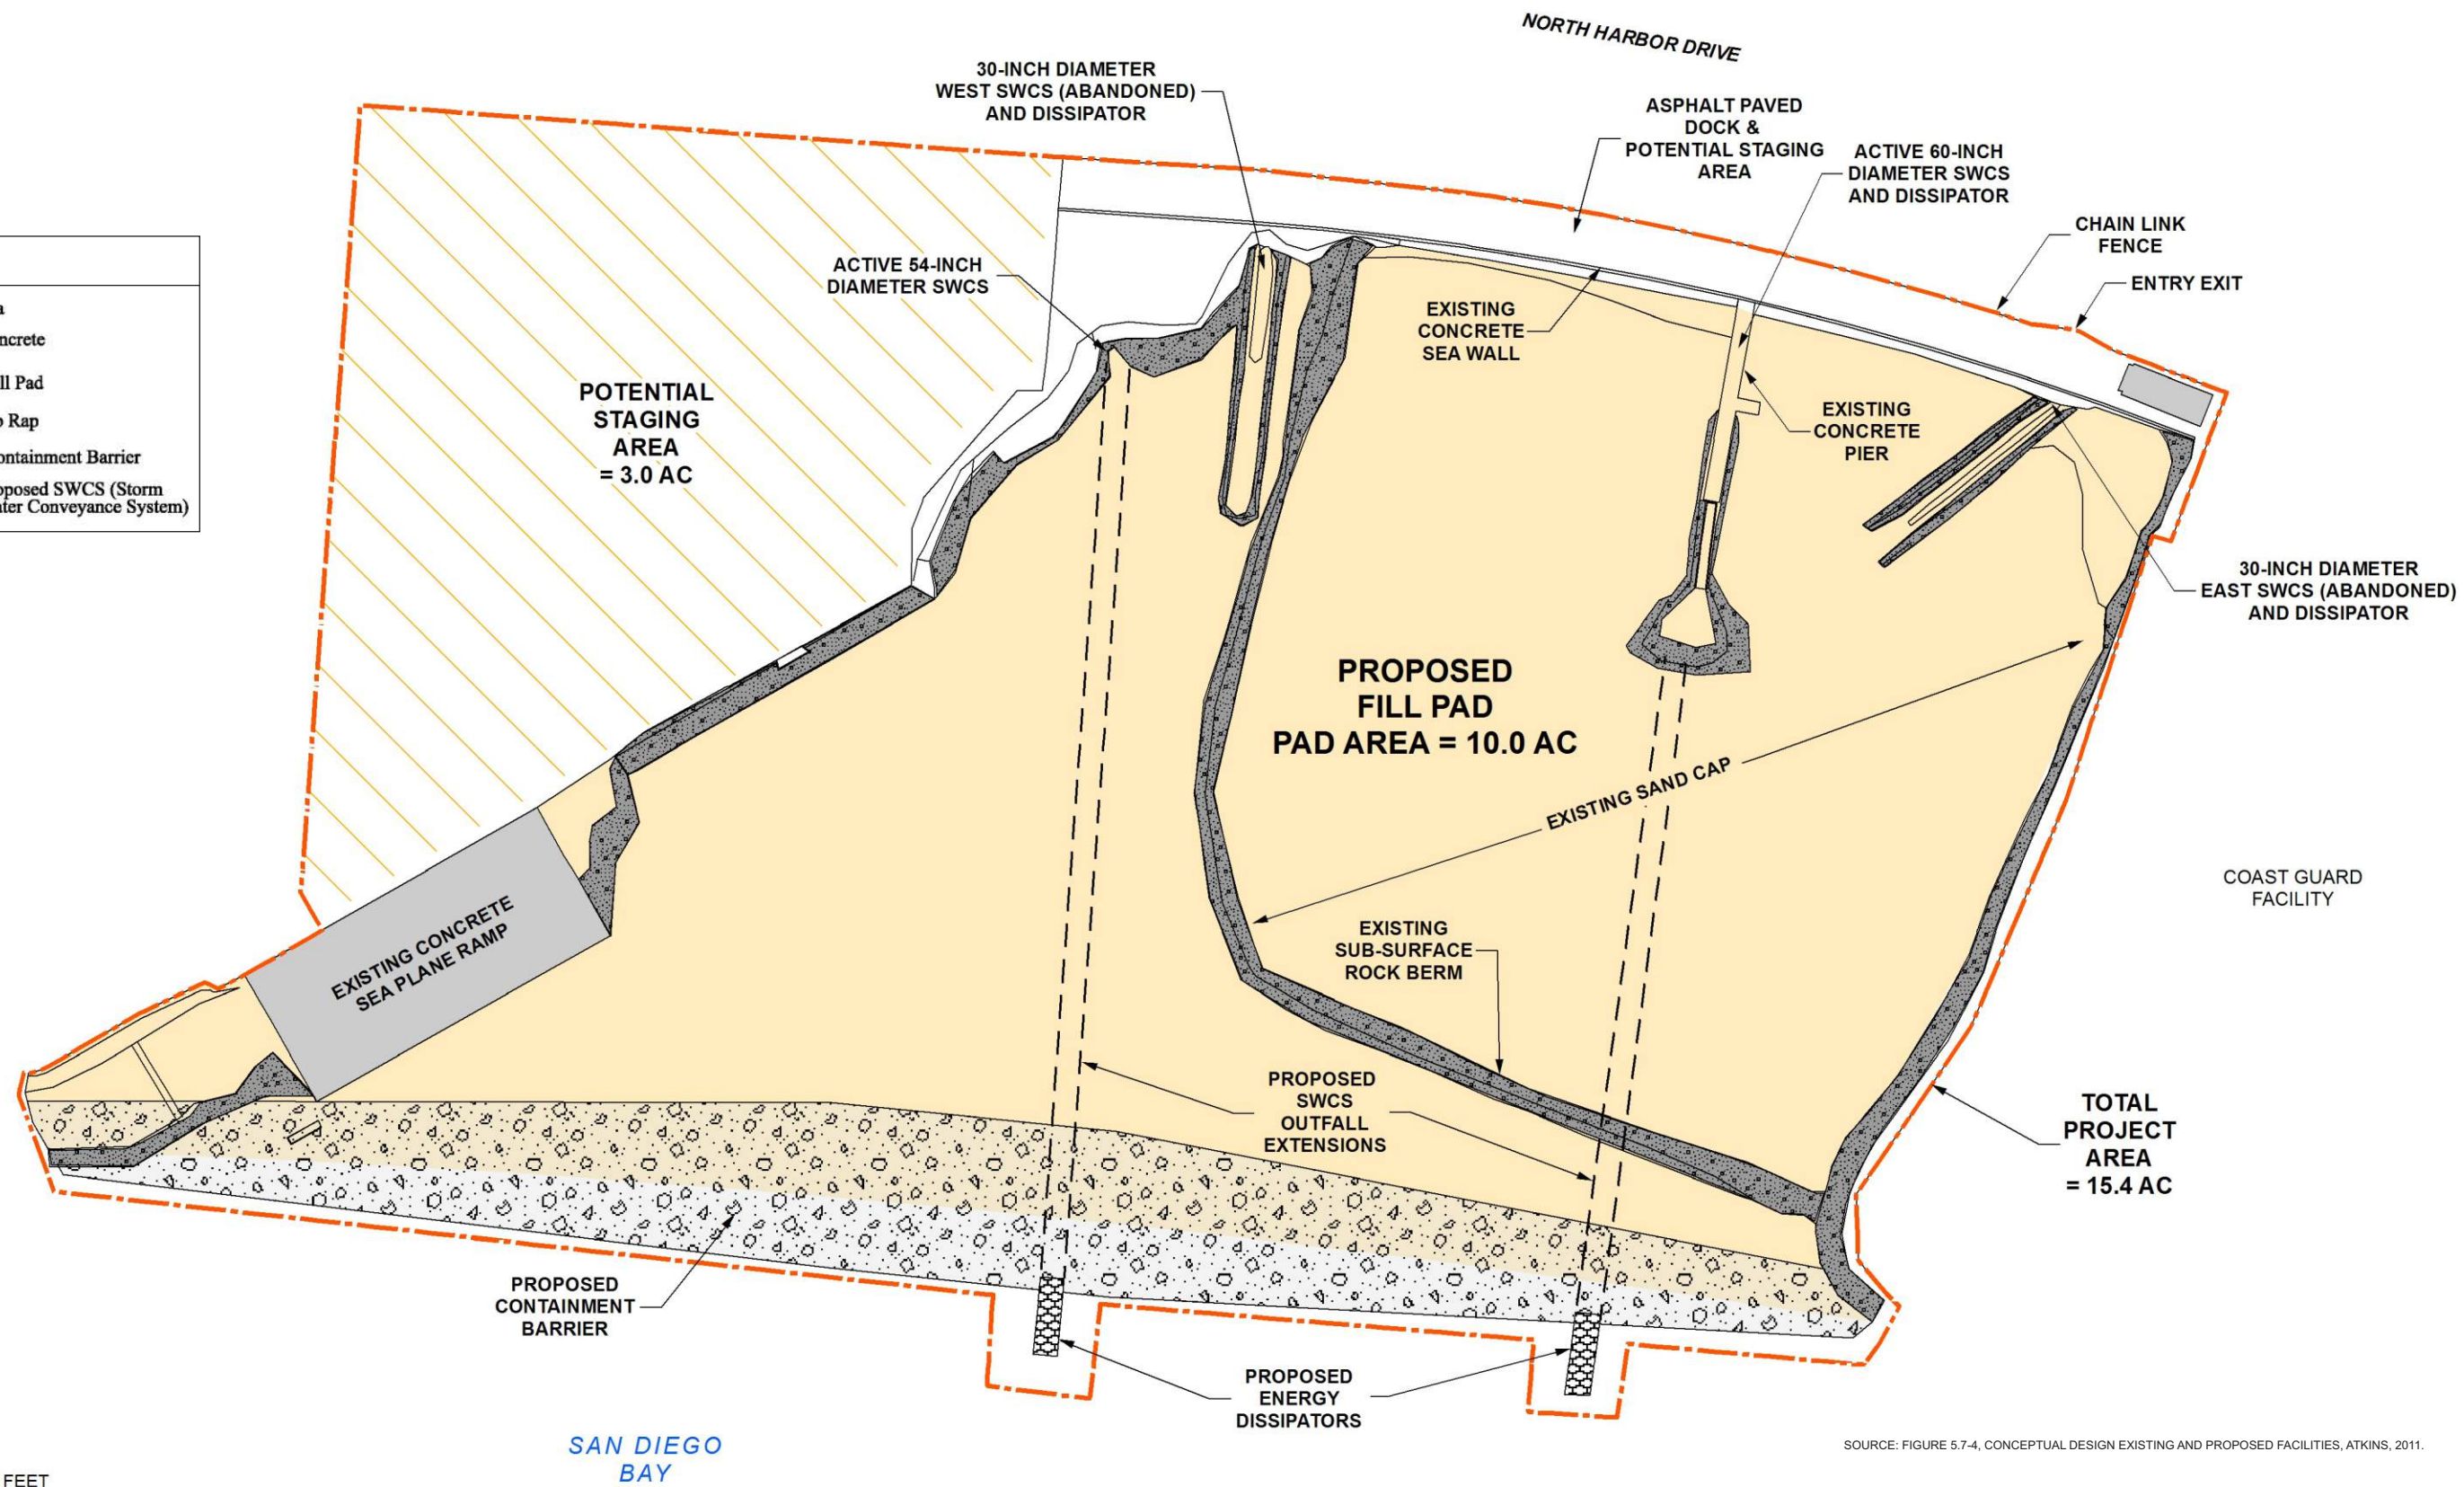 NORTH HARBOR DRIVE
30-INCH DIAMETER
WEST SWCS (ABANDONED)
AND DISSIPATOR
ASPHALT PAVED
DOCK &
POTENTIAL STAGING
AREA
ACTIVE 60-INCH
DIAMETER SWCS
AND DISSIPATOR
CHAIN LINK
FENCE
ENTRY EXIT
ACTIVE 54-INCH
DIAMETER SWCS
EXISTING
CONCRETE
SEA WALL
POTENTIAL
STAGING
AREA
= 3.0 AC
EXISTING
CONCRETE
PIER
ll Pad
Rap
ontainment Barrier
oposed SWCS (Storm
ater Conveyance System)
ncrete
30-INCH DIAMETER
EAST SWCS (ABANDONED)
AND DISSIPATOR
PROPOSED
FILL PAD
PAD AREA = 10.0 AC
EXISTING SAND CAP
COAST GUARD
FACILITY
EXISTING CONCRETE
SEA PLANE RAMP
EXISTING
SUB-SURFACE
ROCK BERM
PROPOSED
SWCS
OUTFALL
EXTENSIONS
TOTAL
PROJECT
AREA
= 15.4 AC
PROPOSED
CONTAINMENT
BARRIER
PROPOSED
ENERGY
DISSIPATORS
SAN DIEGO
BAY
SOURCE: FIGURE 5.7-4, CONCEPTUAL DESIGN EXISTING AND PROPOSED FACILITIES, ATKINS, 2011.
FEET